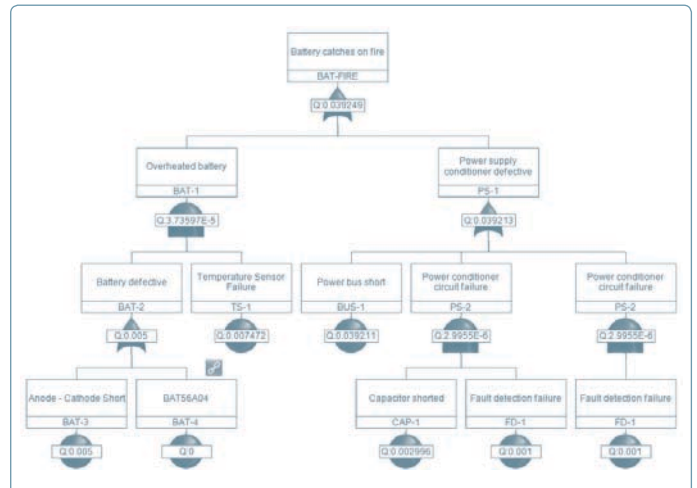 Battery catches on fire
BAT-FIRE
Q:0.039249
Overheated battery
BAT-1
Q:3.73597E-5
Power supply
conditioner defective
PS-1
Q:0.039213
Battery defective
BAT-2
Q:0.005
Temperature Sensor
Failure
TS-1
Q:0.007472
Power bus short
BUS-1
Q:0.039211
Power conditioner
circuit failure
PS-2
Q:2.9955E-6
Power conditioner
circuit failure
PS-2
Q:2.9955E-6
Anode - Cathode Short
BAT-3
Q:0.005
BAT56A04
BAT-4
Q:0
Capacitor shorted
CAP-1
Q:0.002996
Fault detection failure
FD-1
Q:0.001
Fault detection failure
FD-1
Q:0.001